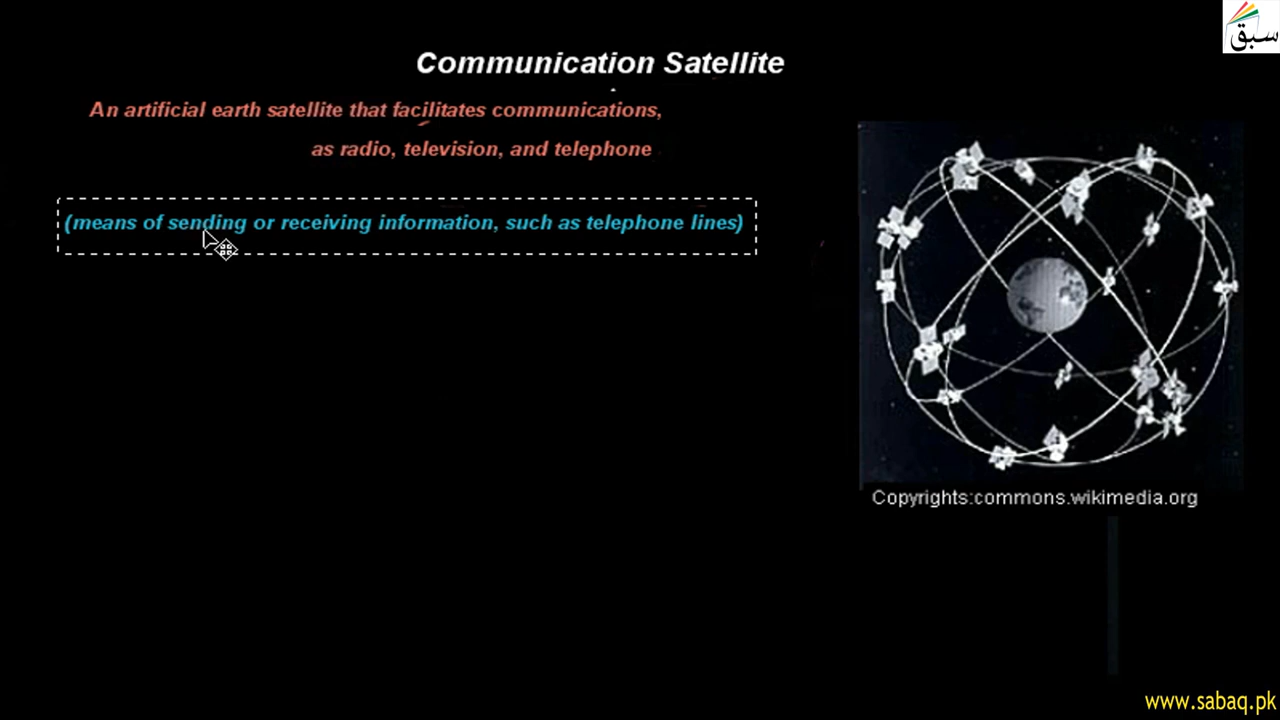 سبق
Communication Satellite
An artificial earth satellite that facilitates communications,
as radio, television, and telephone
(means of sending or receiving information, such as telephone lines)
Copyrights:commons.wikimedia.org
www.sabaq.pk